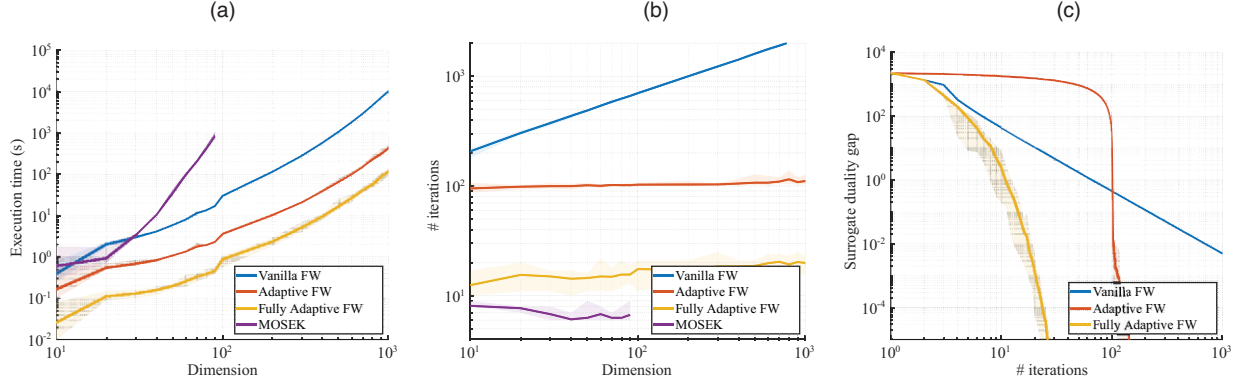 (a)
(b)
(c)
10^5
10^4
10^3
10^2
10^1
10^0
10^-1
10^-2
Execution time (s)
10^1
10^2
10^3
Dimension
Vanilla FW
Adaptive FW
Fully Adaptive FW
MOSEK
10^3
10^2
10^1
# iterations
10^1
10^2
10^3
Dimension
Vanilla FW
Adaptive FW
Fully Adaptive FW
MOSEK
10^4
10^2
10^0
10^-2
10^-4
Surrogate duality gap
10^0
10^1
10^2
10^3
# iterations
Vanilla FW
Adaptive FW
Fully Adaptive FW